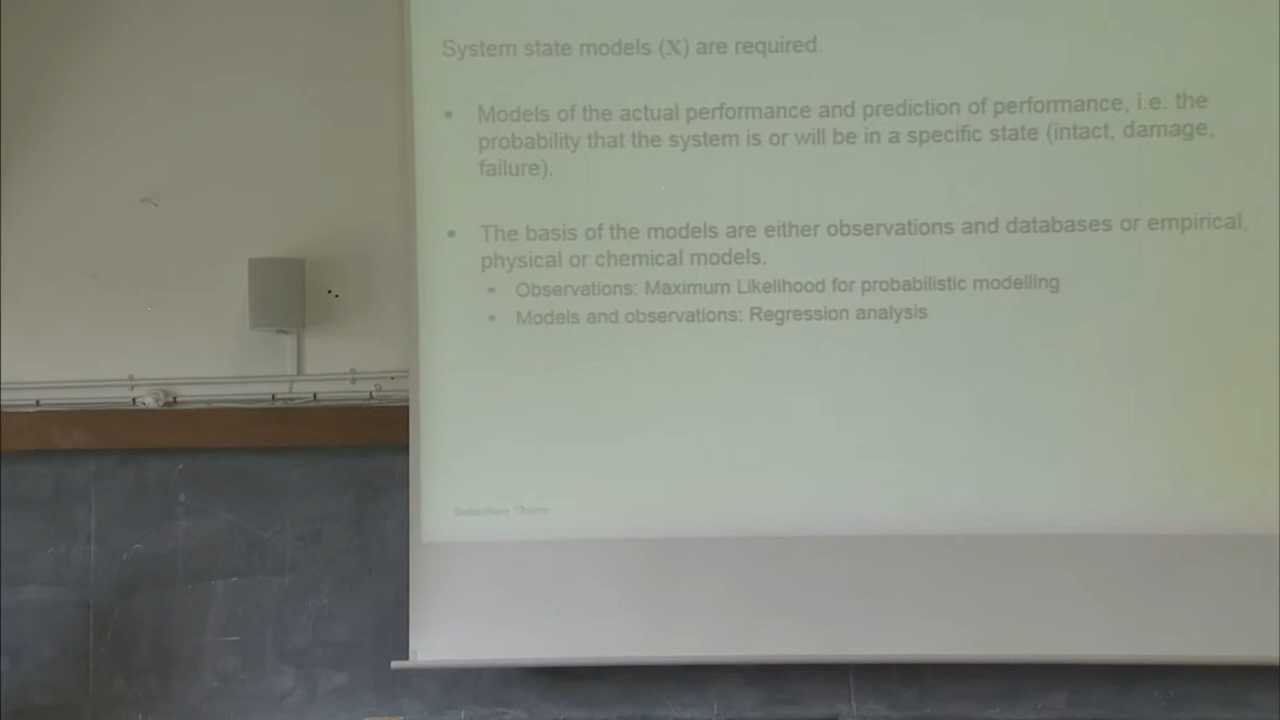 System state models (X) are required.
Models of the actual performance and prediction of performance, i.e. the
probability that the system is or will be in a specific state (intact, damage,
failure).
The basis of the models are either observations and databases or empirical,
physical or chemical models.
Observations: Maximum Likelihood for probabilistic modelling
Models and observations: Regression analysis
Sebastian